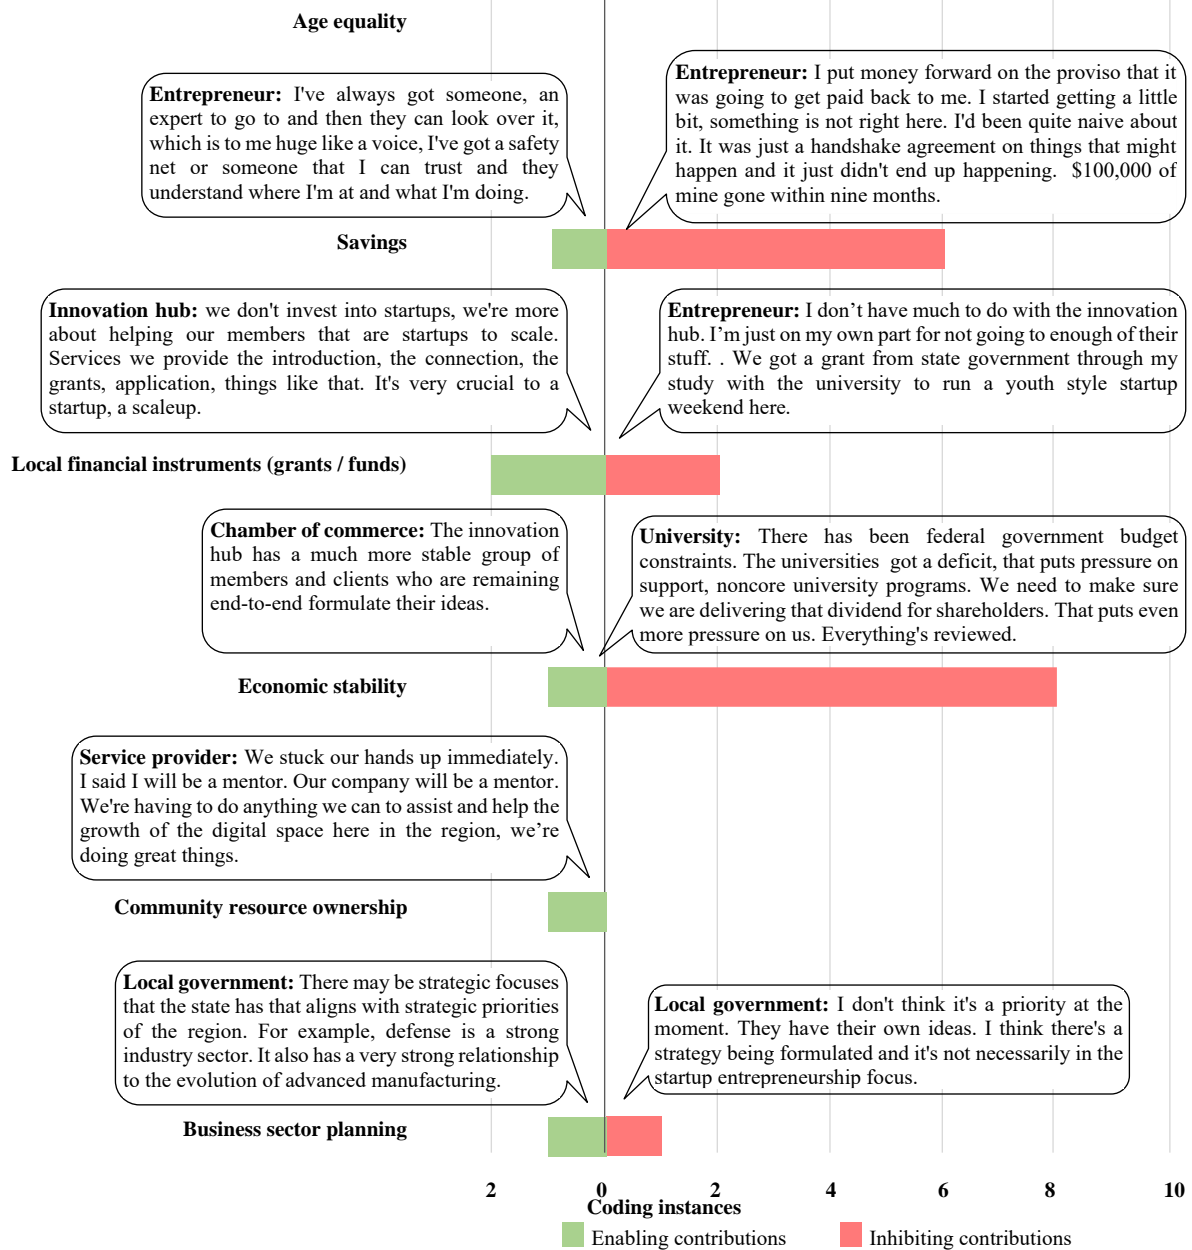 Age equality
Entrepreneur: I've always got someone, an
expert to go to and then they can look over it,
which is to me huge like a voice, I've got a safety
net or someone that I can trust and they
understand where I'm at and what I'm doing.
Entrepreneur: I put money forward on the proviso that it
was going to get paid back to me. I started getting a little
bit, something is not right here. I'd been quite naive about
it. It was just a handshake agreement on things that might
happen and it just didn't end up happening. $100,000 of
mine gone within nine months.
Savings
Innovation hub: we don't invest into startups, we're more
about helping our members that are startups to scale.
Services we provide the introduction, the connection, the
grants, application, things like that. It's very crucial to a
startup, a scaleup.
Entrepreneur: I don’t have much to do with the innovation
hub. I’m just on my own part for not going to enough of their
stuff. . We got a grant from state government through my
study with the university to run a youth style startup
weekend here.
Local financial instruments (grants / funds)
Chamber of commerce: The innovation
hub has a much more stable group of
members and clients who are remaining
end-to-end formulate their ideas.
University: There has been federal government budget
constraints. The universities got a deficit, that puts pressure on
support, noncore university programs. We need to make sure
we are delivering that dividend for shareholders. That puts even
more pressure on us. Everything's reviewed.
Economic stability
Service provider: We stuck our hands up immediately.
I said I will be a mentor. Our company will be a mentor.
We're having to do anything we can to assist and help the
growth of the digital space here in the region, we’re
doing great things.
Community resource ownership
Local government: There may be strategic focuses
that the state has that aligns with strategic priorities
of the region. For example, defense is a strong
industry sector. It also has a very strong relationship
to the evolution of advanced manufacturing.
Local government: I don't think it's a priority at the
moment. They have their own ideas. I think there's a
strategy being formulated and it's not necessarily in the
startup entrepreneurship focus.
Business sector planning
2 0 2 4 6 8 10
Coding instances
Enabling contributions
Inhibiting contributions